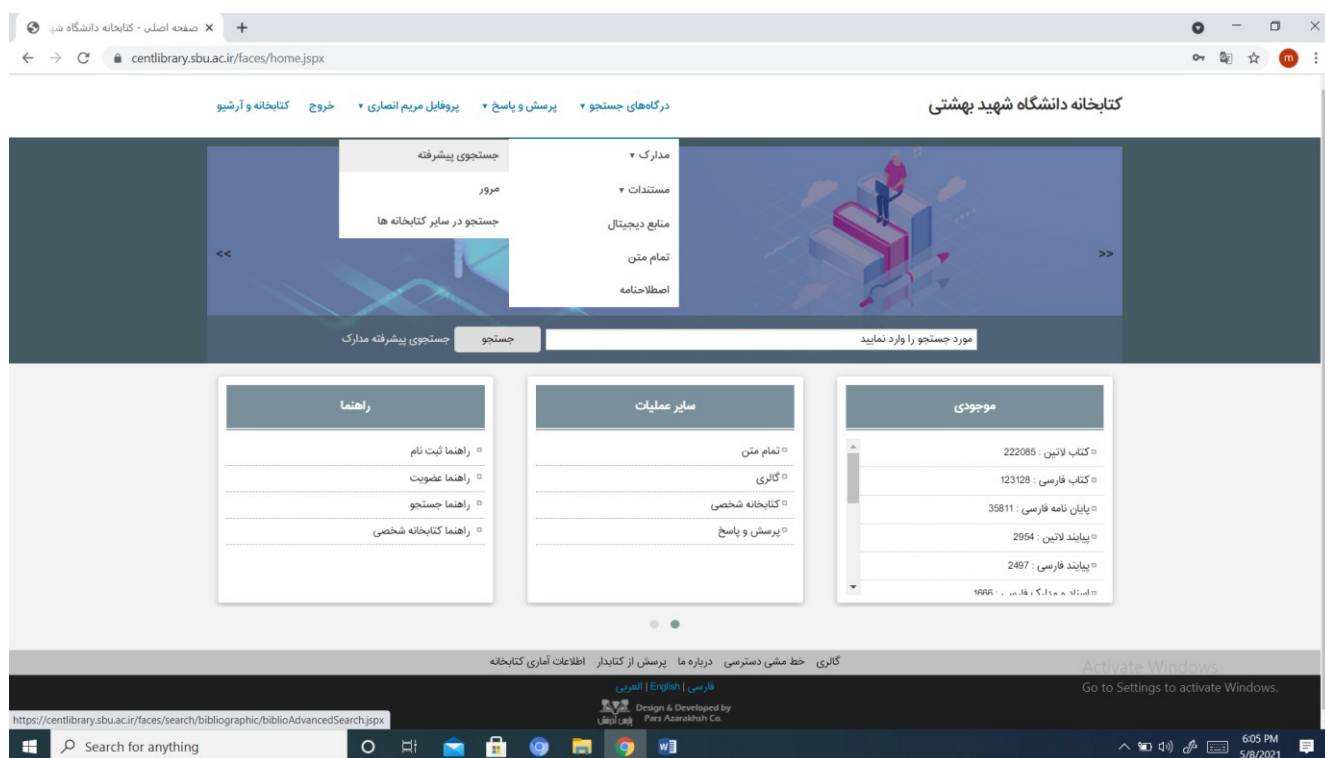 صفحه اصلی - کتابخانه دانشگاه شهی
centlibrary.sbu.ac.ir/faces/home.jspx
m
کتابخانه دانشگاه شهید بهشتی
درگاه‌های جستجو ▾ پرسش و پاسخ ▾ پروفایل مریم انصاری ▾ خروج کتابخانه و آرشیو
مدارک ▾
مستندات ▾
منابع دیجیتال
تمام متن
اصطلاحنامه
جستجوی پیشرفته
مرور
جستجو در سایر کتابخانه ها
<<
>>
مورد جستجو را وارد نمایید
جستجو
جستجوی پیشرفته مدارک
موجودی
کتاب لاتین : 222085
کتاب فارسی : 123128
پایان نامه فارسی : 35811
پیایند لاتین : 2954
پیایند فارسی : 2497
اسناد و مدارک فارسی : 1666
سایر عملیات
تمام متن
گالری
کتابخانه شخصی
پرسش و پاسخ
راهنما
راهنما ثبت نام
راهنما عضویت
راهنما جستجو
راهنما کتابخانه شخصی
گالری خط مشی دسترسی درباره ما پرسش از کتابدار اطلاعات آماری کتابخانه
فارسی | English | العربی
Design & Developed by
Pars Azarakhsh Co.
پارس آذرخش
Activate Windows
Go to Settings to activate Windows.
https://centlibrary.sbu.ac.ir/faces/search/bibliographic/biblioAdvancedSearch.jspx
Search for anything
6:05 PM
5/8/2021